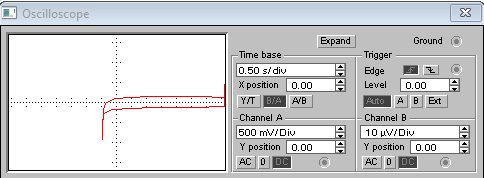 Oscilloscope
Expand
Ground
Time base
0.50 s/div
X position 0.00
Y/T B/A A/B
Trigger
Edge
Level 0.00
Auto A B Ext
Channel A
500 mV/Div
Y position 0.00
AC 0 DC
Channel B
10 µV/Div
Y position 0.00
AC 0 DC